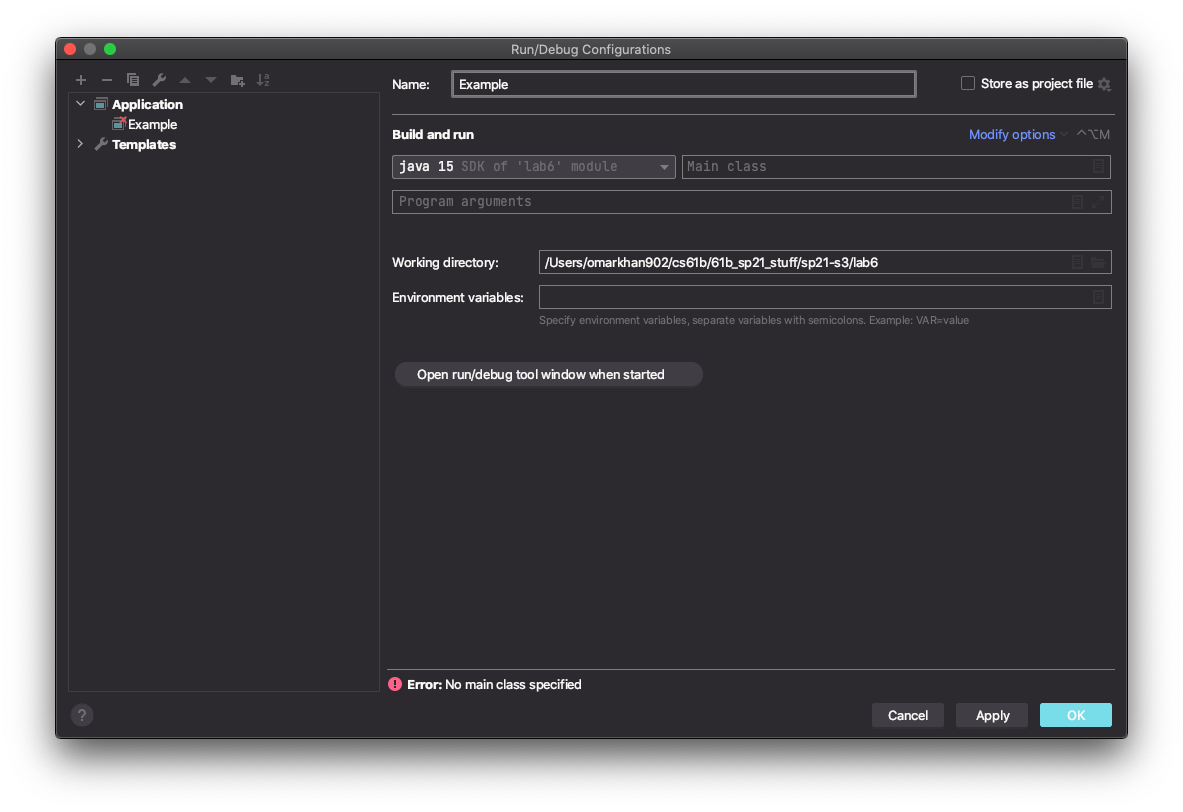 Run/Debug Configurations
Application
Example
Templates
Name: Example Store as project file
Build and run Modify options ⌃⌥M
java 15 SDK of 'lab6' module Main class
Program arguments
Working directory: /Users/omarkhan902/cs61b/61b_sp21_stuff/sp21-s3/lab6
Environment variables:
Specify environment variables, separate variables with semicolons. Example: VAR=value
Open run/debug tool window when started
Error: No main class specified
? Cancel Apply OK